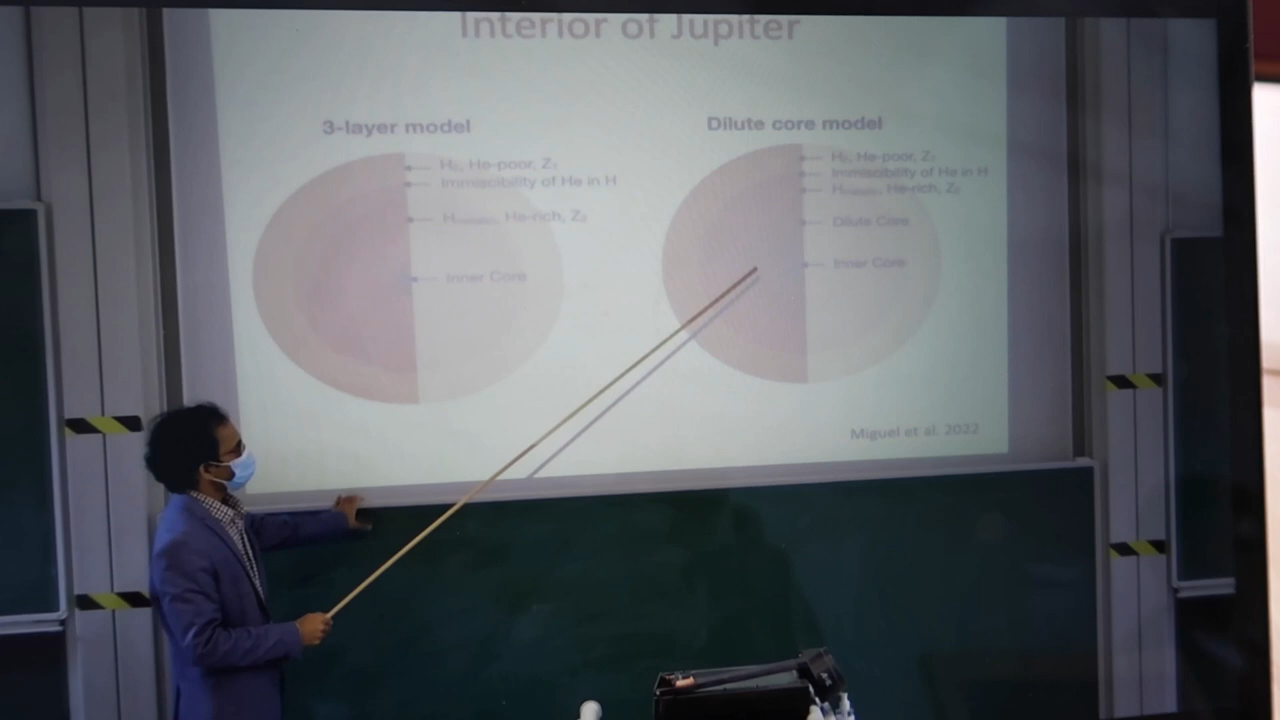 Interior of Jupiter
3-layer model
H₂, He-poor, Z₁
Immiscibility of He in H
He-rich, Z₂
Inner Core
Dilute core model
H₂, He-poor, Z₁
Immiscibility of He in H
He-rich, Z₂
Dilute Core
Inner Core
Miguel et al. 2022